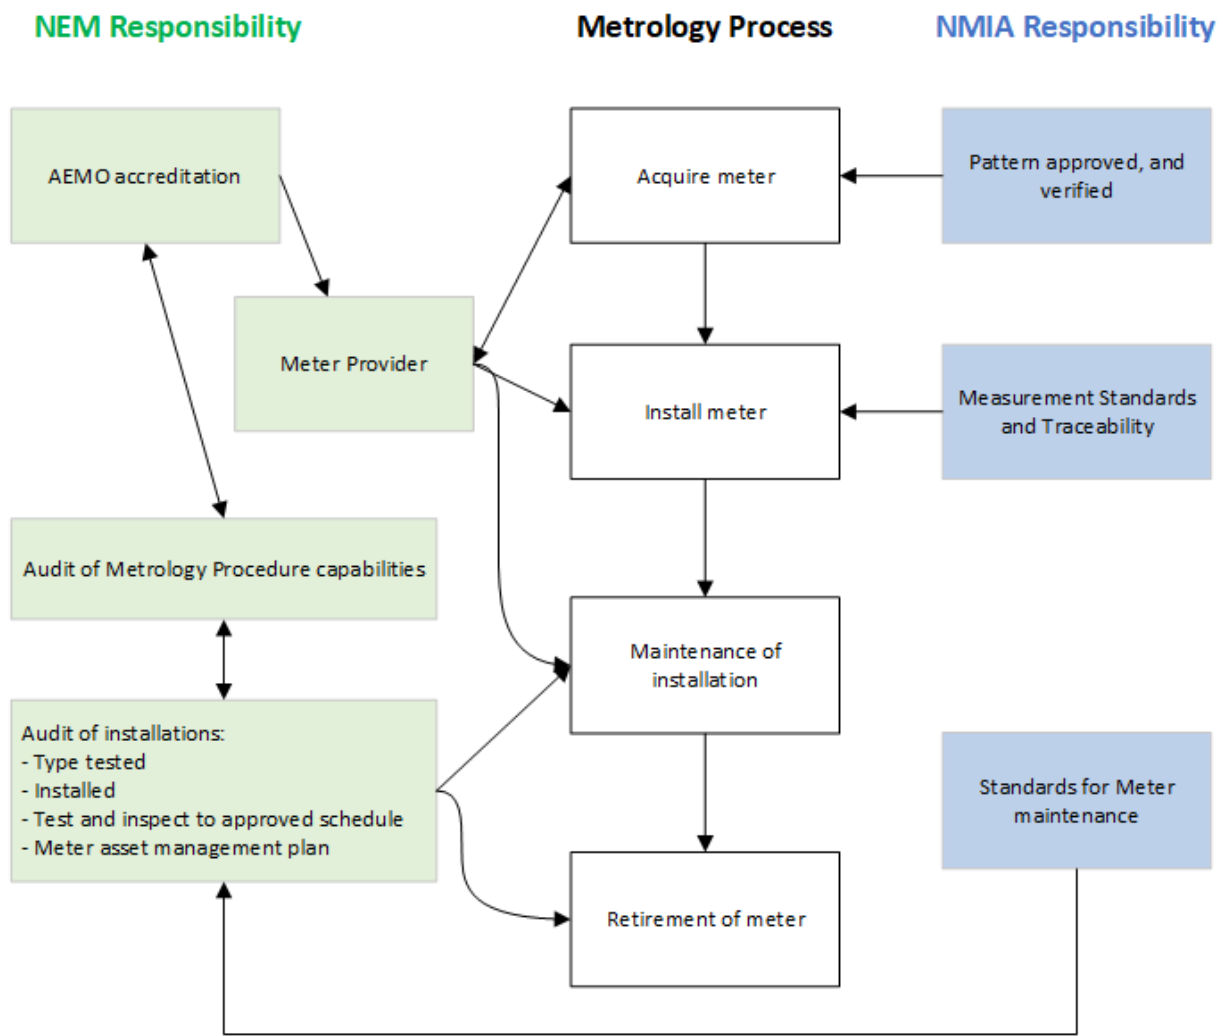 NEM Responsibility
Metrology Process
NMIA Responsibility
AEMO accreditation
Acquire meter
Pattern approved, and
verified
Meter Provider
Install meter
Measurement Standards
and Traceability
Audit of Metrology Procedure capabilities
Maintenance of
installation
Audit of installations:
- Type tested
- Installed
- Test and inspect to approved schedule
- Meter asset management plan
Standards for Meter
maintenance
Retirement of meter